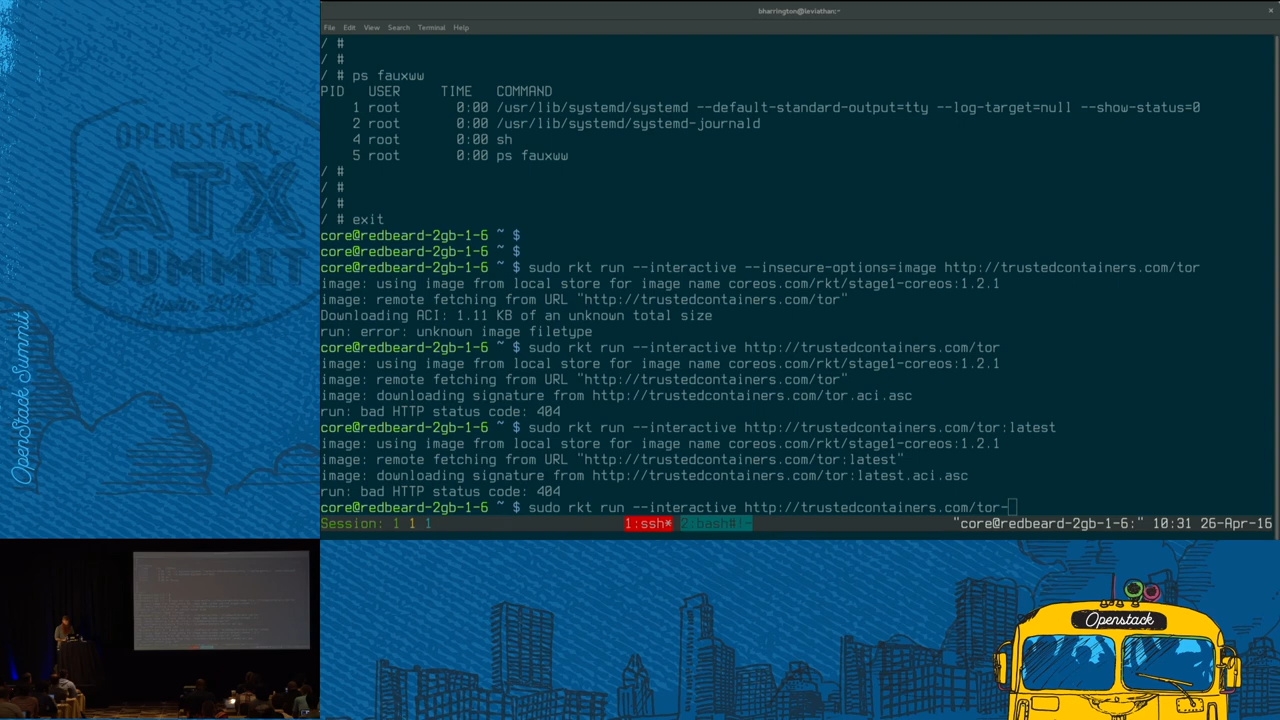 bharrington@leviathan:~
File Edit View Search Terminal Help
/ #
/ #
/ # ps fauxww
PID USER TIME COMMAND
1 root 0:00 /usr/lib/systemd/systemd --default-standard-output=tty --log-target=null --show-status=0
2 root 0:00 /usr/lib/systemd/systemd-journald
4 root 0:00 sh
5 root 0:00 ps fauxww
/ #
/ #
/ #
/ # exit
core@redbeard-2gb-1-6 ~ $
core@redbeard-2gb-1-6 ~ $
core@redbeard-2gb-1-6 ~ $ sudo rkt run --interactive --insecure-options=image http://trustedcontainers.com/tor
image: using image from local store for image name coreos.com/rkt/stage1-coreos:1.2.1
image: remote fetching from URL "http://trustedcontainers.com/tor"
Downloading ACI: 1.11 KB of an unknown total size
run: error: unknown image filetype
core@redbeard-2gb-1-6 ~ $ sudo rkt run --interactive http://trustedcontainers.com/tor
image: using image from local store for image name coreos.com/rkt/stage1-coreos:1.2.1
image: remote fetching from URL "http://trustedcontainers.com/tor"
image: downloading signature from http://trustedcontainers.com/tor.aci.asc
run: bad HTTP status code: 404
core@redbeard-2gb-1-6 ~ $ sudo rkt run --interactive http://trustedcontainers.com/tor:latest
image: using image from local store for image name coreos.com/rkt/stage1-coreos:1.2.1
image: remote fetching from URL "http://trustedcontainers.com/tor:latest"
image: downloading signature from http://trustedcontainers.com/tor:latest.aci.asc
run: bad HTTP status code: 404
core@redbeard-2gb-1-6 ~ $ sudo rkt run --interactive http://trustedcontainers.com/tor-
Session: 1 1 1 1:ssh* 2:bash#!- "core@redbeard-2gb-1-6:" 10:31 26-Apr-16
OPENSTACK
ATX
SUMMIT
OpenStack Summit
Openstack